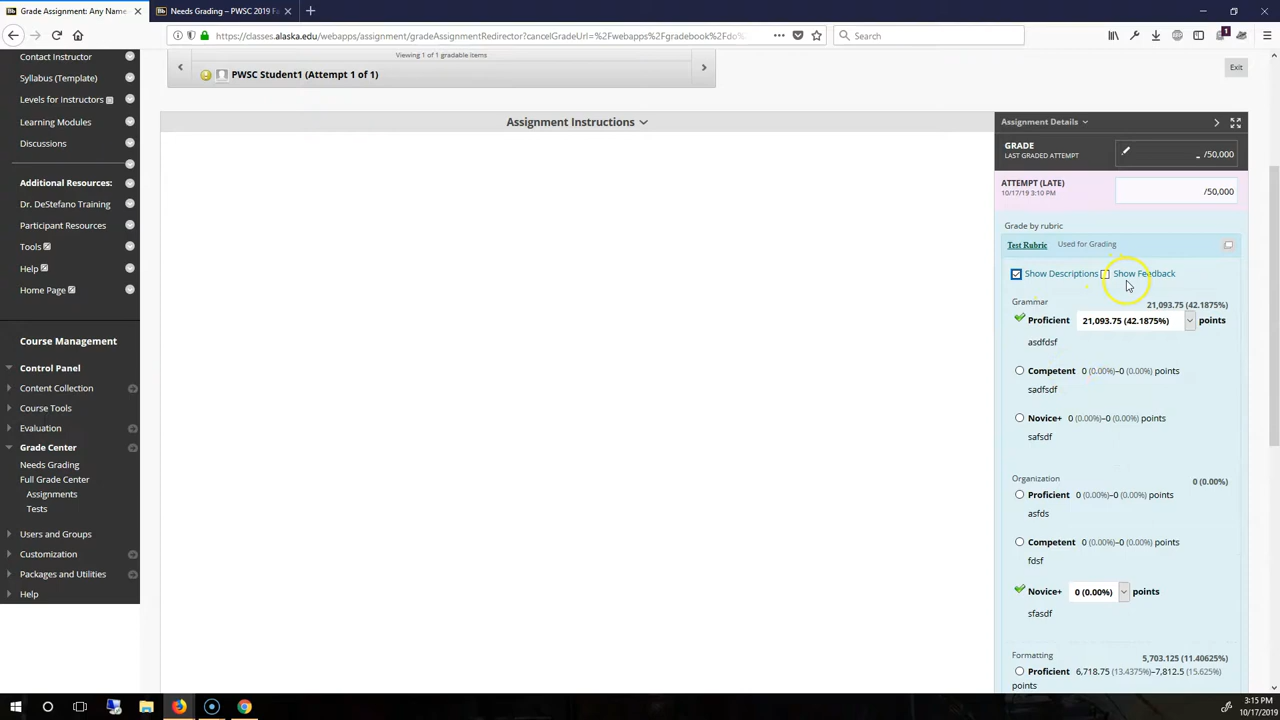 Grade Assignment: Any Name -
Needs Grading – PWSC 2019 Fa
https://classes.alaska.edu/webapps/assignment/gradeAssignmentRedirector?cancelGradeUrl=%2Fwebapps%2Fgradebook%2Fdo%
Search
Contact Instructor
Syllabus (Template)
Levels for Instructors
Learning Modules
Discussions
Additional Resources:
Dr. DeStefano Training
Participant Resources
Tools
Help
Home Page
Course Management
Control Panel
Content Collection
Course Tools
Evaluation
Grade Center
Needs Grading
Full Grade Center
Assignments
Tests
Users and Groups
Customization
Packages and Utilities
Help
Viewing 1 of 1 gradable items
PWSC Student1 (Attempt 1 of 1)
Exit
Assignment Instructions
Assignment Details
GRADE
LAST GRADED ATTEMPT
- /50,000
ATTEMPT (LATE)
10/17/19 3:10 PM
/50,000
Grade by rubric
Test Rubric Used for Grading
Show Descriptions Show Feedback
Grammar 21,093.75 (42.1875%)
Proficient 21,093.75 (42.1875%) points
asdfdsf
Competent 0 (0.00%)–0 (0.00%) points
sadfsdf
Novice+ 0 (0.00%)–0 (0.00%) points
safsdf
Organization 0 (0.00%)
Proficient 0 (0.00%)–0 (0.00%) points
asfds
Competent 0 (0.00%)–0 (0.00%) points
fdsf
Novice+ 0 (0.00%) points
sfasdf
Formatting 5,703.125 (11.40625%)
Proficient 6,718.75 (13.4375%)–7,812.5 (15.625%)
points
3:15 PM
10/17/2019